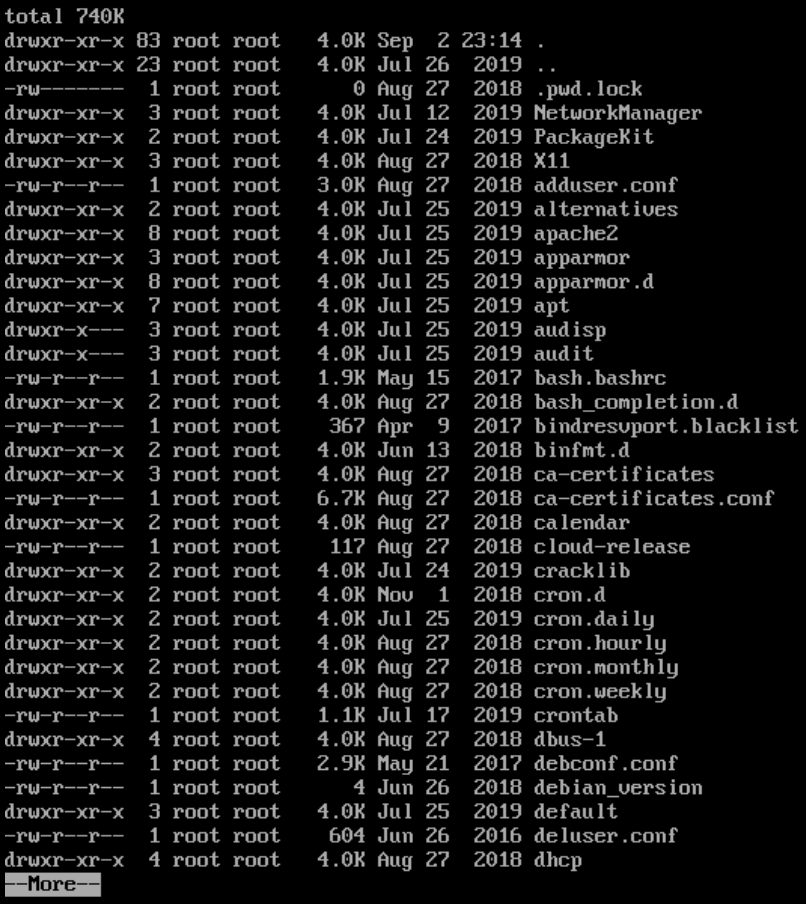 total 740K
drwxr-xr-x 83 root root   4.0K Sep  2 23:14 .
drwxr-xr-x 23 root root   4.0K Jul 26  2019 ..
-rw-------  1 root root      0 Aug 27  2018 .pwd.lock
drwxr-xr-x  3 root root   4.0K Jul 12  2019 NetworkManager
drwxr-xr-x  2 root root   4.0K Jul 24  2019 PackageKit
drwxr-xr-x  3 root root   4.0K Aug 27  2018 X11
-rw-r--r--  1 root root   3.0K Aug 27  2018 adduser.conf
drwxr-xr-x  2 root root   4.0K Jul 25  2019 alternatives
drwxr-xr-x  8 root root   4.0K Jul 25  2019 apache2
drwxr-xr-x  3 root root   4.0K Jul 25  2019 apparmor
drwxr-xr-x  8 root root   4.0K Jul 25  2019 apparmor.d
drwxr-xr-x  7 root root   4.0K Jul 25  2019 apt
drwxr-x---  3 root root   4.0K Jul 25  2019 audisp
drwxr-x---  3 root root   4.0K Jul 25  2019 audit
-rw-r--r--  1 root root   1.9K May 15  2017 bash.bashrc
drwxr-xr-x  2 root root   4.0K Aug 27  2018 bash_completion.d
-rw-r--r--  1 root root    367 Apr  9  2017 bindresvport.blacklist
drwxr-xr-x  2 root root   4.0K Jun 13  2018 binfmt.d
drwxr-xr-x  3 root root   4.0K Aug 27  2018 ca-certificates
-rw-r--r--  1 root root   6.7K Aug 27  2018 ca-certificates.conf
drwxr-xr-x  2 root root   4.0K Aug 27  2018 calendar
-rw-r--r--  1 root root    117 Aug 27  2018 cloud-release
drwxr-xr-x  2 root root   4.0K Jul 24  2019 cracklib
drwxr-xr-x  2 root root   4.0K Nov  1  2018 cron.d
drwxr-xr-x  2 root root   4.0K Jul 25  2019 cron.daily
drwxr-xr-x  2 root root   4.0K Aug 27  2018 cron.hourly
drwxr-xr-x  2 root root   4.0K Aug 27  2018 cron.monthly
drwxr-xr-x  2 root root   4.0K Aug 27  2018 cron.weekly
-rw-r--r--  1 root root   1.1K Jul 17  2019 crontab
drwxr-xr-x  4 root root   4.0K Aug 27  2018 dbus-1
-rw-r--r--  1 root root   2.9K May 21  2017 debconf.conf
-rw-r--r--  1 root root      4 Jun 26  2018 debian_version
drwxr-xr-x  3 root root   4.0K Jul 25  2019 default
-rw-r--r--  1 root root    604 Jun 26  2016 deluser.conf
drwxr-xr-x  4 root root   4.0K Aug 27  2018 dhcp
--More--